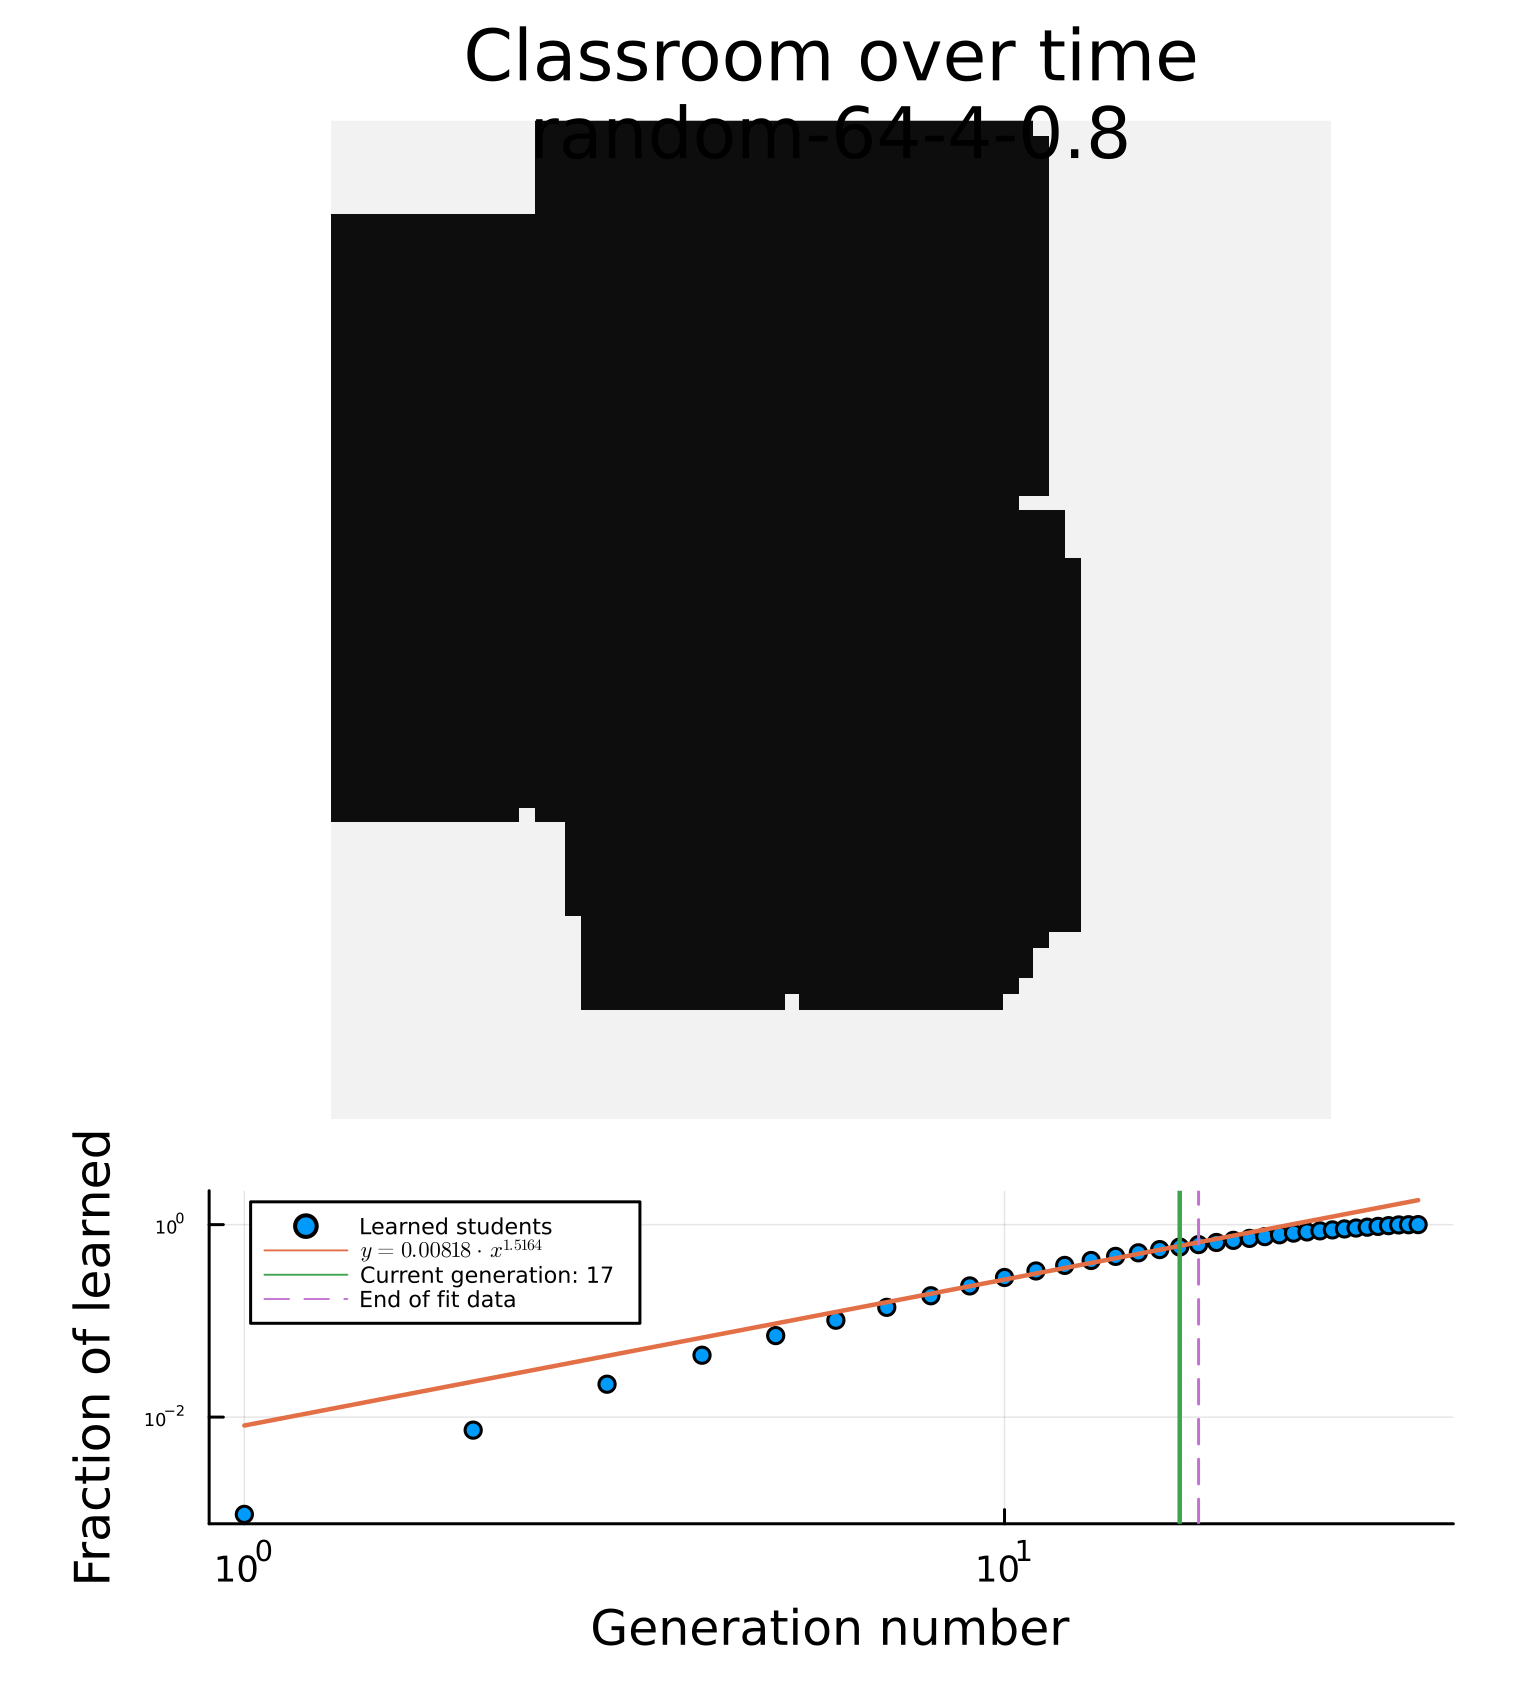 Classroom over time
random-64-4-0.8
Fraction of learned
10⁰
10⁻²
Learned students
y = 0.00818 · x^1.5164
Current generation: 17
End of fit data
10⁰
10¹
Generation number